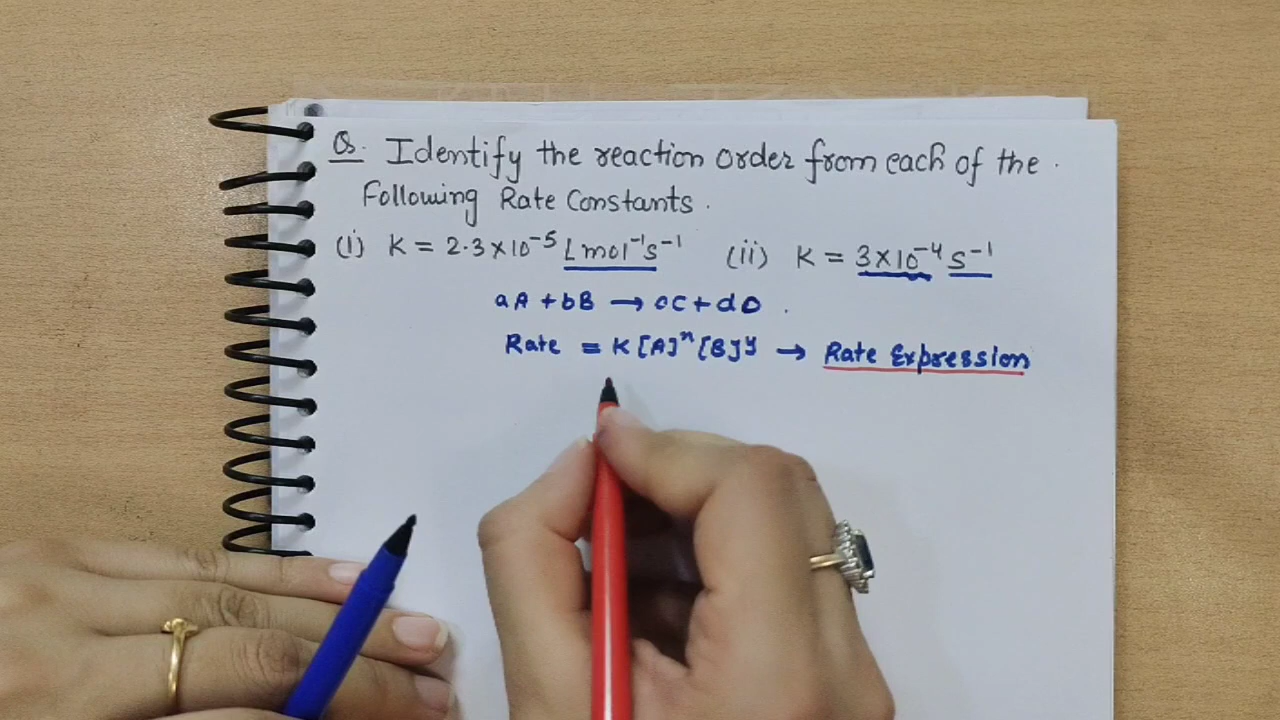 Q. Identify the reaction order from each of the.
Following Rate Constants.
(i) K = 2.3×10⁻⁵ L mol⁻¹s⁻¹ (ii) K = 3×10⁻⁴ s⁻¹
aA + bB → cC + dD.
Rate = K[A]ˣ[B]ʸ → Rate Expression